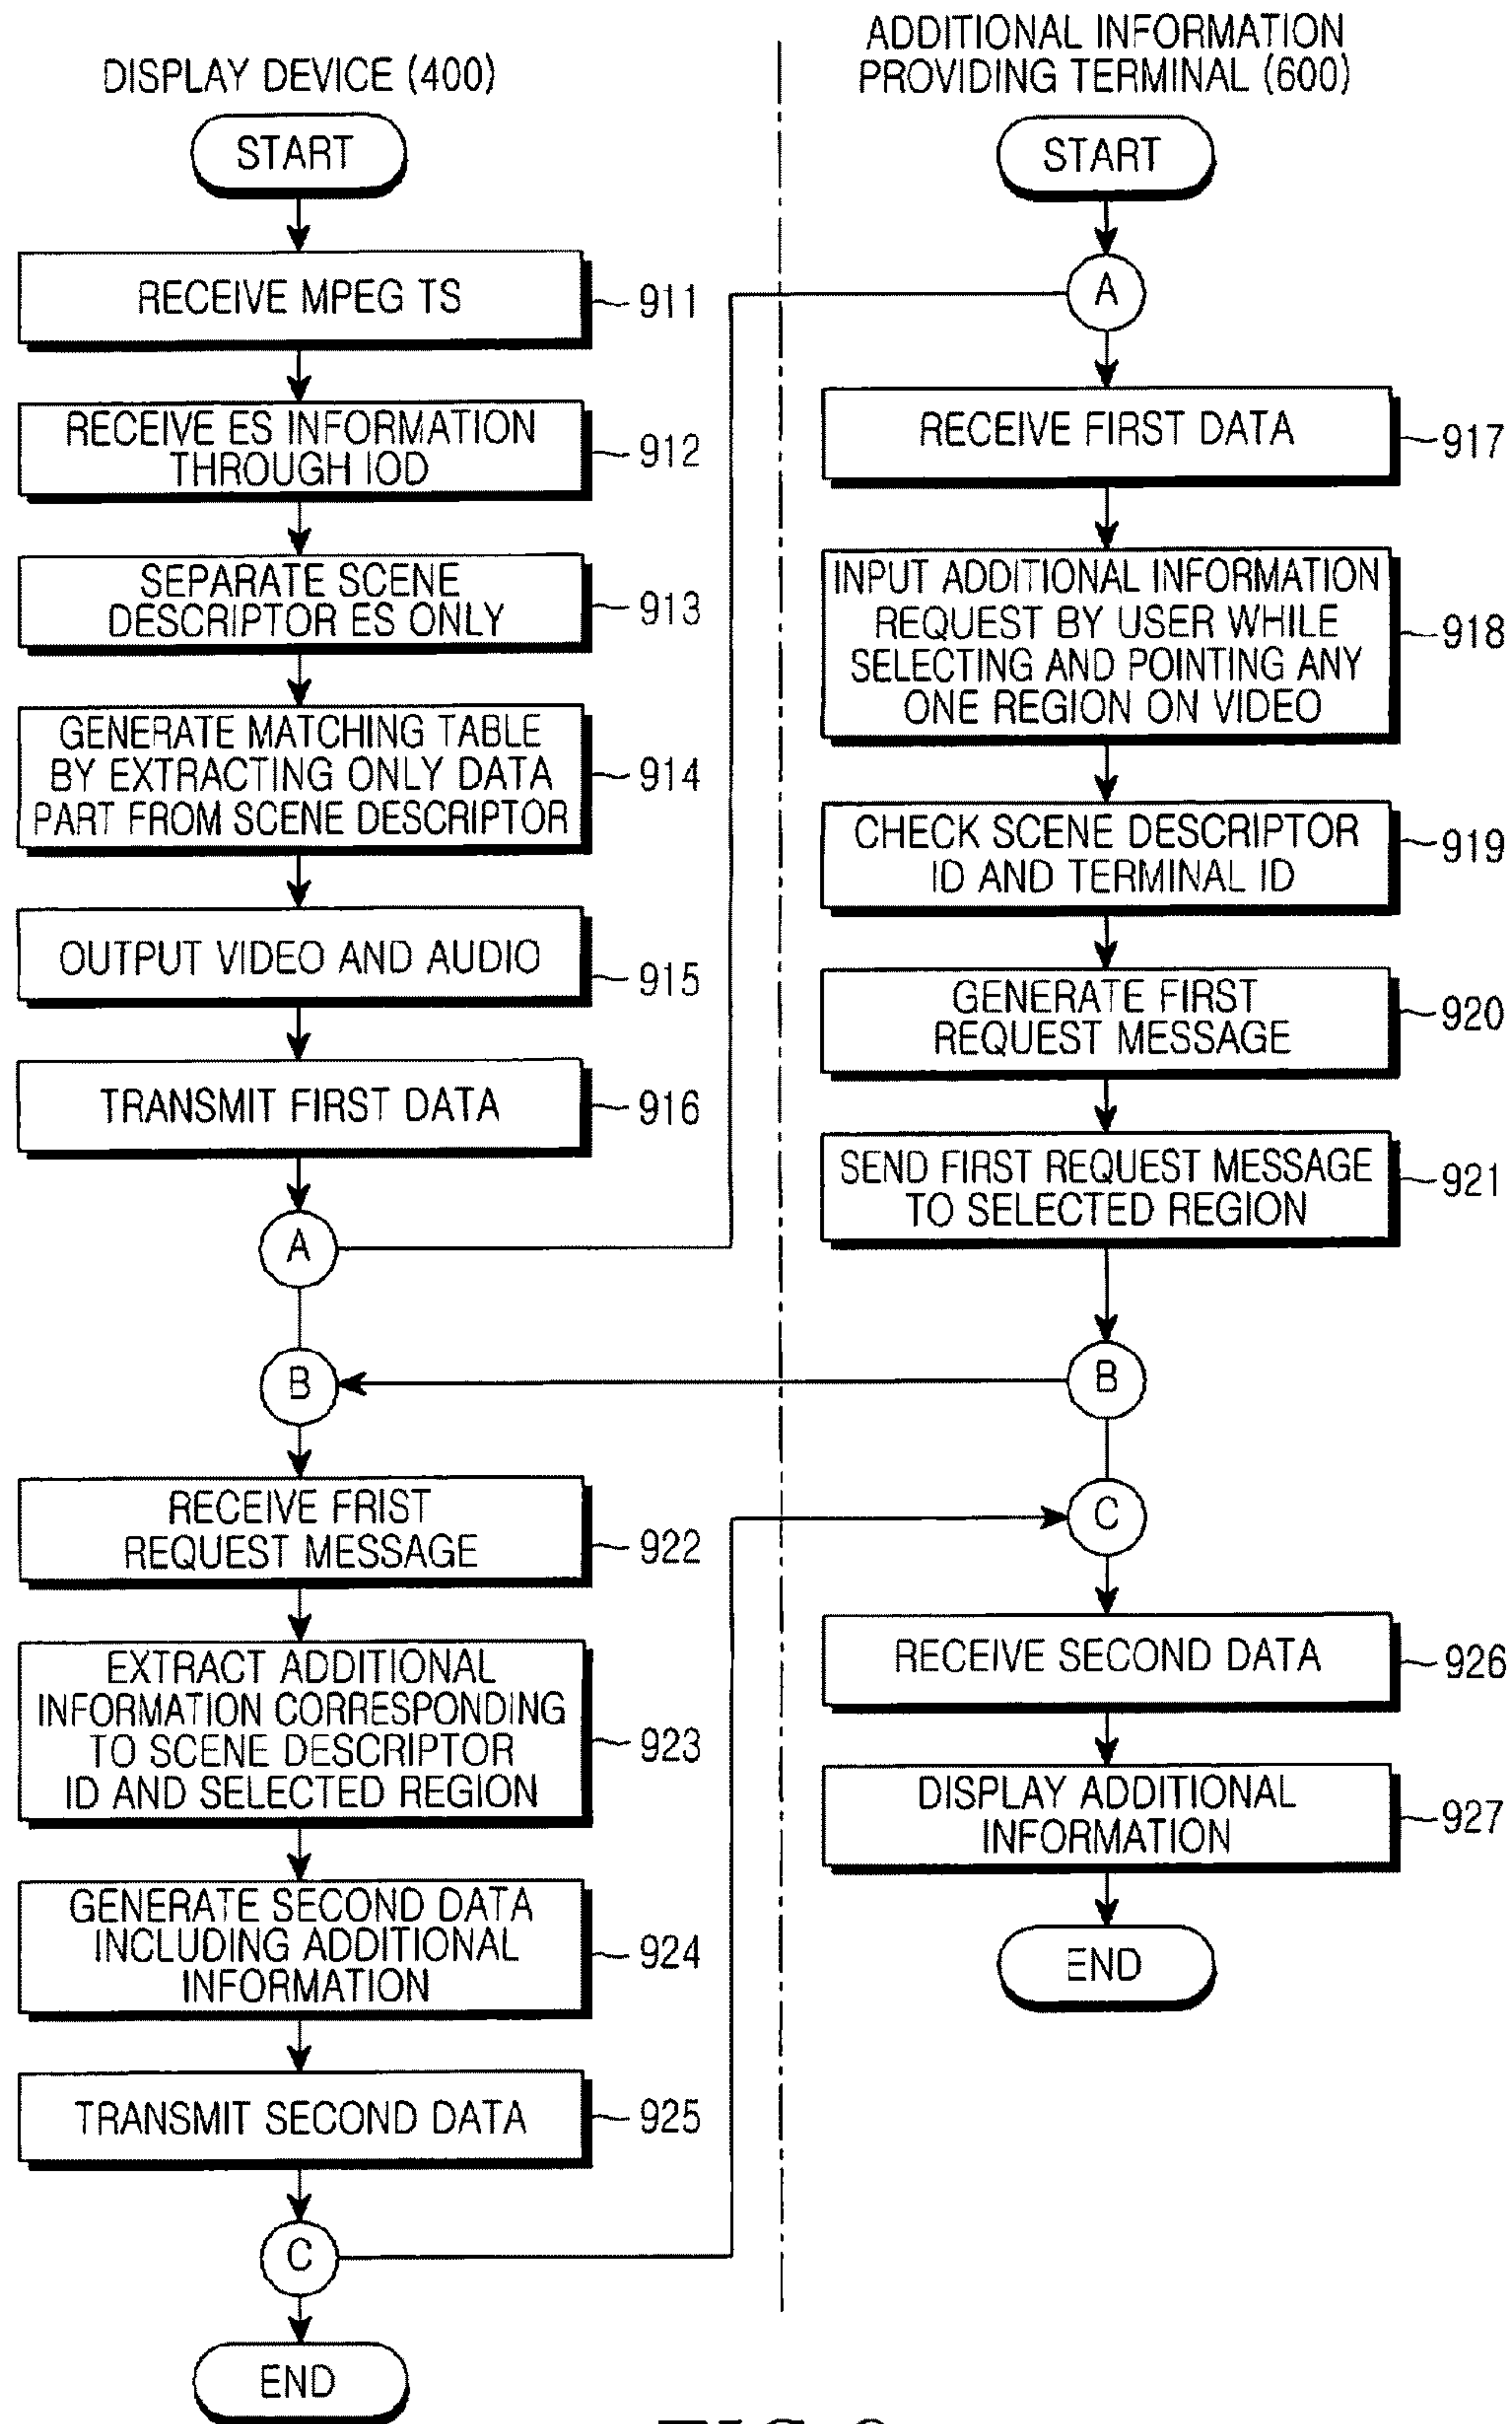 DISPLAY DEVICE (400)
START
RECEIVE MPEG TS
911
RECEIVE ES INFORMATION
THROUGH IOD
912
SEPARATE SCENE
DESCRIPTOR ES ONLY
913
GENERATE MATCHING TABLE
BY EXTRACTING ONLY DATA
PART FROM SCENE DESCRIPTOR
914
OUTPUT VIDEO AND AUDIO
915
TRANSMIT FIRST DATA
916
A
B
RECEIVE FRIST
REQUEST MESSAGE
922
EXTRACT ADDITIONAL
INFORMATION CORRESPONDING
TO SCENE DESCRIPTOR
ID AND SELECTED REGION
923
GENERATE SECOND DATA
INCLUDING ADDITIONAL
INFORMATION
924
TRANSMIT SECOND DATA
925
C
END
ADDITIONAL INFORMATION
PROVIDING TERMINAL (600)
START
A
RECEIVE FIRST DATA
917
INPUT ADDITIONAL INFORMATION
REQUEST BY USER WHILE
SELECTING AND POINTING ANY
ONE REGION ON VIDEO
918
CHECK SCENE DESCRIPTOR
ID AND TERMINAL ID
919
GENERATE FIRST
REQUEST MESSAGE
920
SEND FIRST REQUEST MESSAGE
TO SELECTED REGION
921
B
C
RECEIVE SECOND DATA
926
DISPLAY ADDITIONAL
INFORMATION
927
END